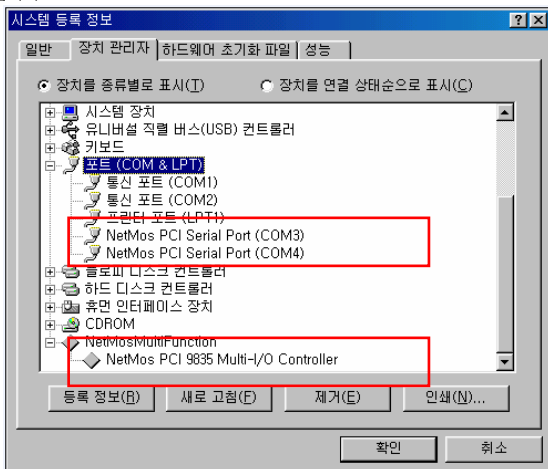 시스템 등록 정보
일반 장치 관리자 하드웨어 초기화 파일 성능
장치를 종류별로 표시(T) 장치를 연결 상태순으로 표시(C)
시스템 장치
유니버설 직렬 버스(USB) 컨트롤러
키보드
포트 (COM & LPT)
통신 포트 (COM1)
통신 포트 (COM2)
프린터 포트 (LPT1)
NetMos PCI Serial Port (COM3)
NetMos PCI Serial Port (COM4)
플로피 디스크 컨트롤러
하드 디스크 컨트롤러
휴먼 인터페이스 장치
CDROM
NetMosMultiFunction
NetMos PCI 9835 Multi-I/O Controller
등록 정보(R) 새로 고침(F) 제거(E) 인쇄(N)...
확인 취소